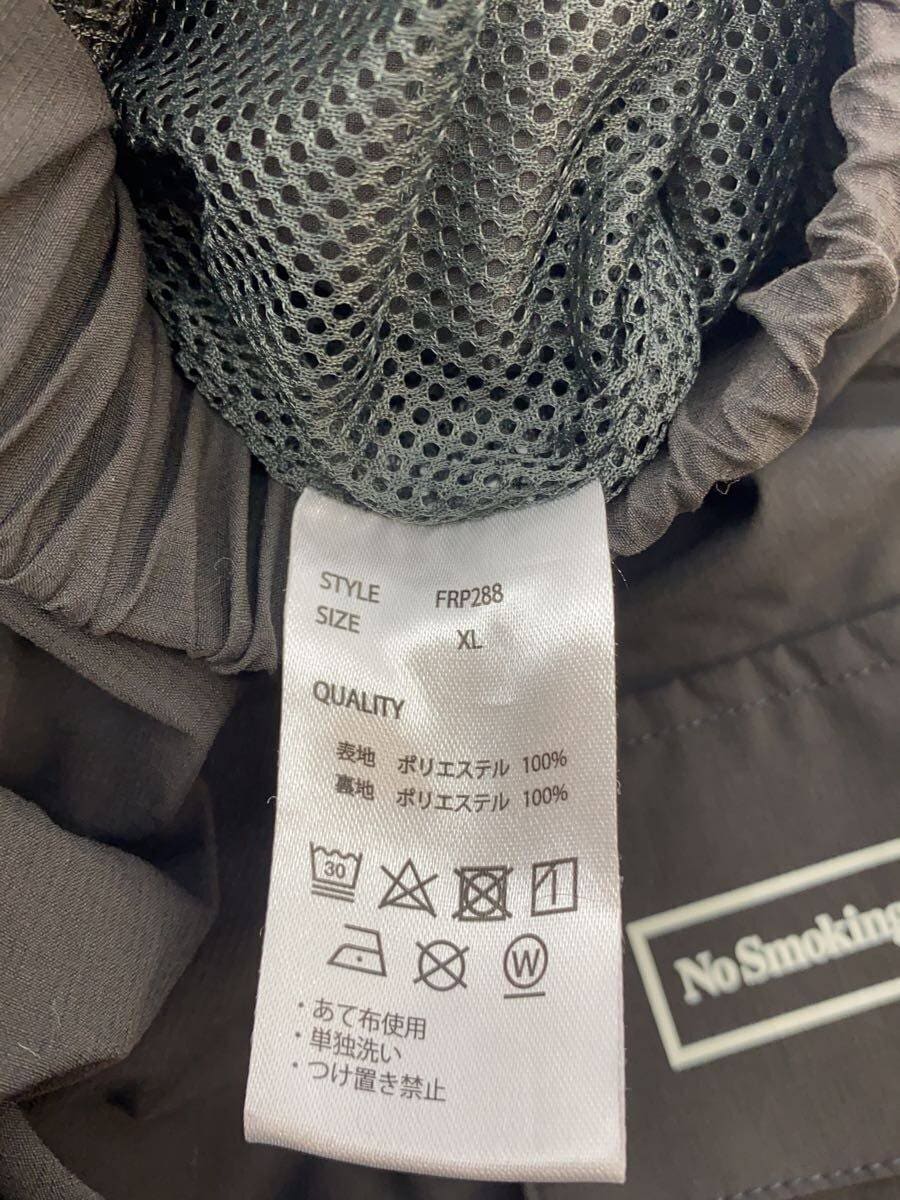 STYLE FRP288
SIZE XL
QUALITY
表地 ポリエステル 100%
裏地 ポリエステル 100%
30
W
・あて布使用
・単独洗い
・つけ置き禁止
No Smoking